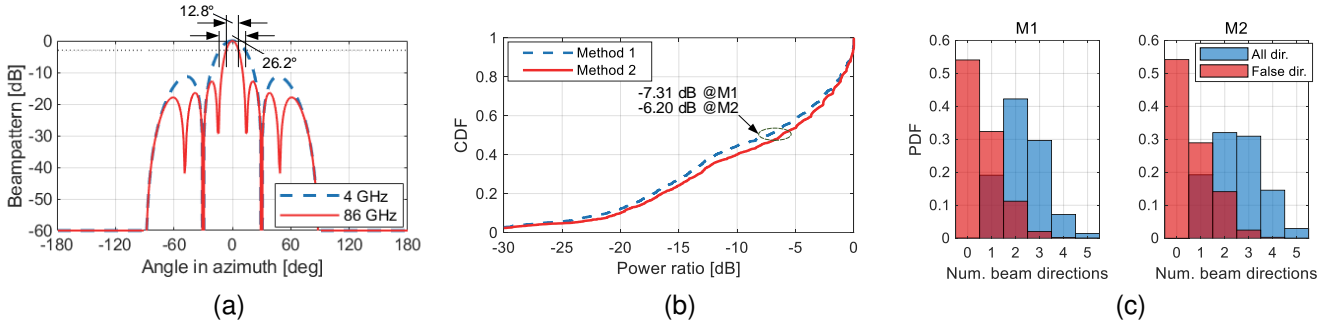 12.8°
26.2°
0
-10
-20
-30
-40
-50
-60
Beampattern [dB]
4 GHz
86 GHz
-180
-120
-60
0
60
120
180
Angle in azimuth [deg]
(a)
1
0.8
0.6
0.4
0.2
0
CDF
Method 1
Method 2
-7.31 dB @M1
-6.20 dB @M2
-30
-25
-20
-15
-10
-5
0
Power ratio [dB]
(b)
M1
0.6
0.5
0.4
0.3
0.2
0.1
0
PDF
0 1 2 3 4 5
Num. beam directions
M2
0.6
0.5
0.4
0.3
0.2
0.1
0
All dir.
False dir.
0 1 2 3 4 5
Num. beam directions
(c)